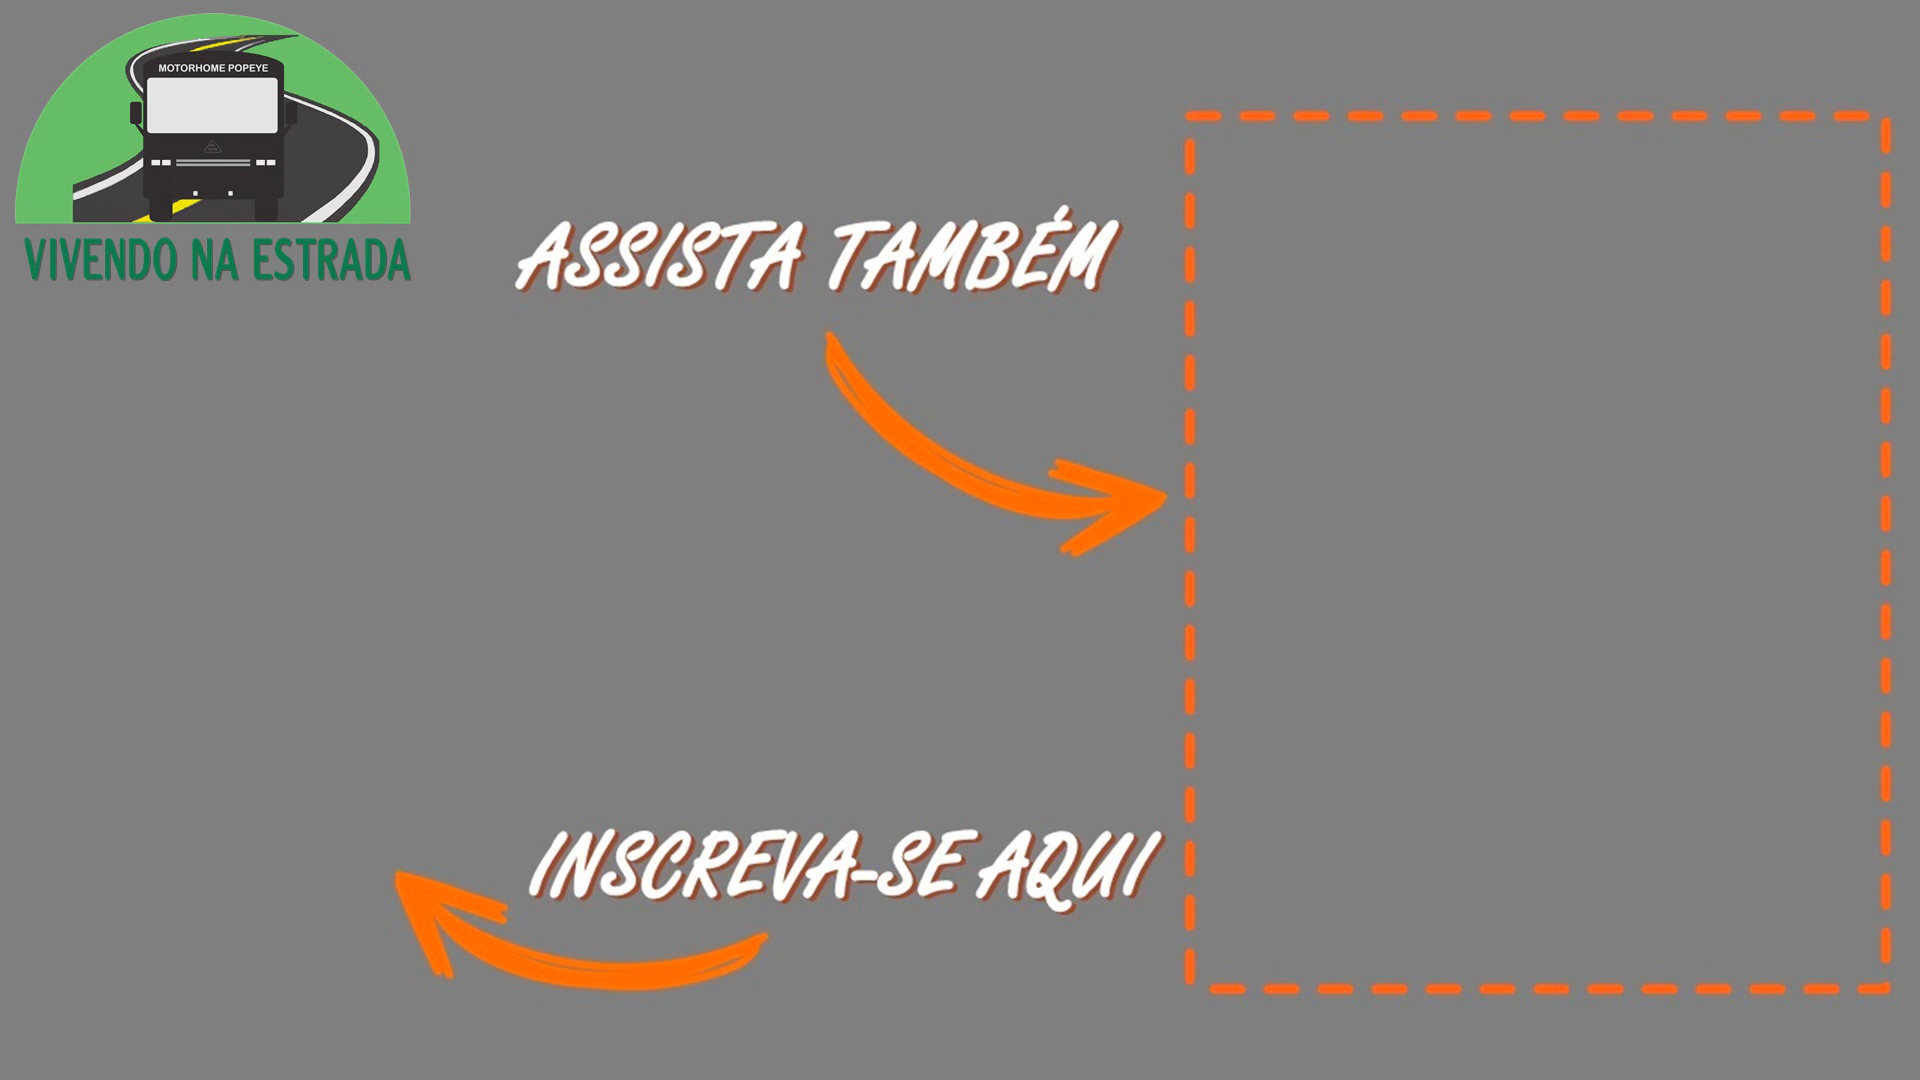 MOTORHOME POPEYE
VIVENDO NA ESTRADA
ASSISTA TAMBÉM
INSCREVA-SE AQUI